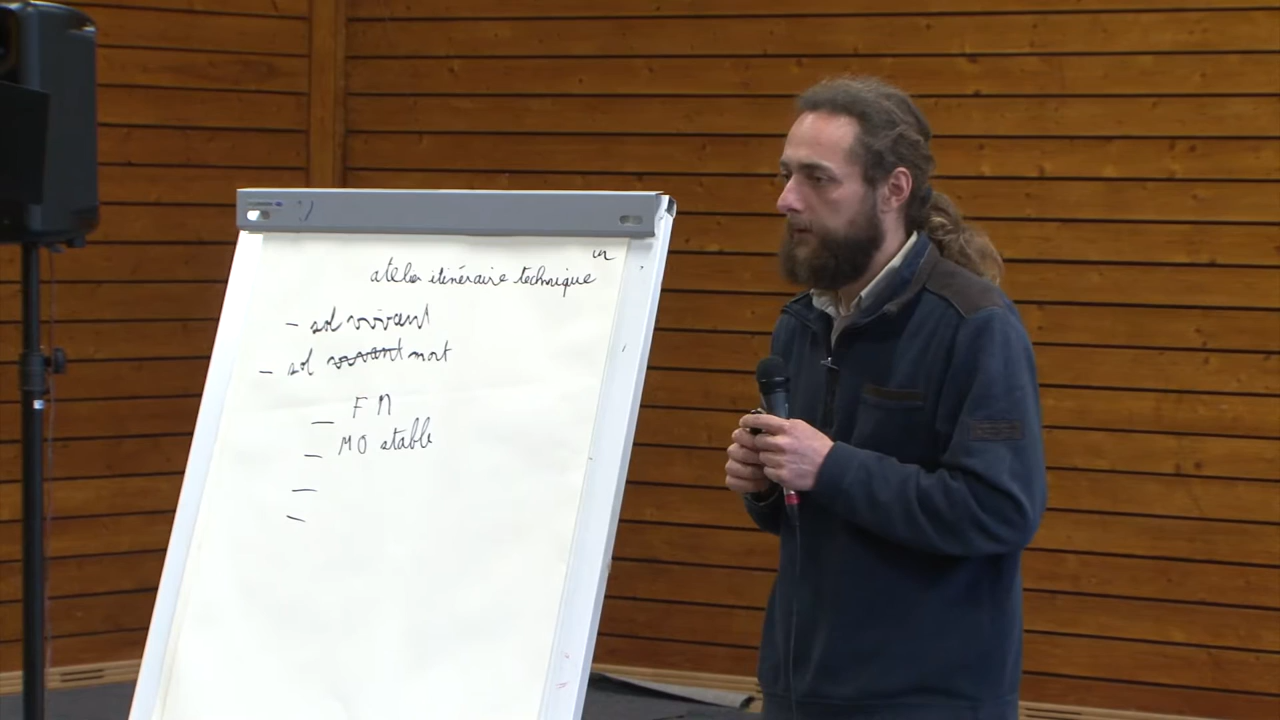 atelier itinéraire technique
- sol vivant
- sol vivant mort
- F M
- MO stable
-
-